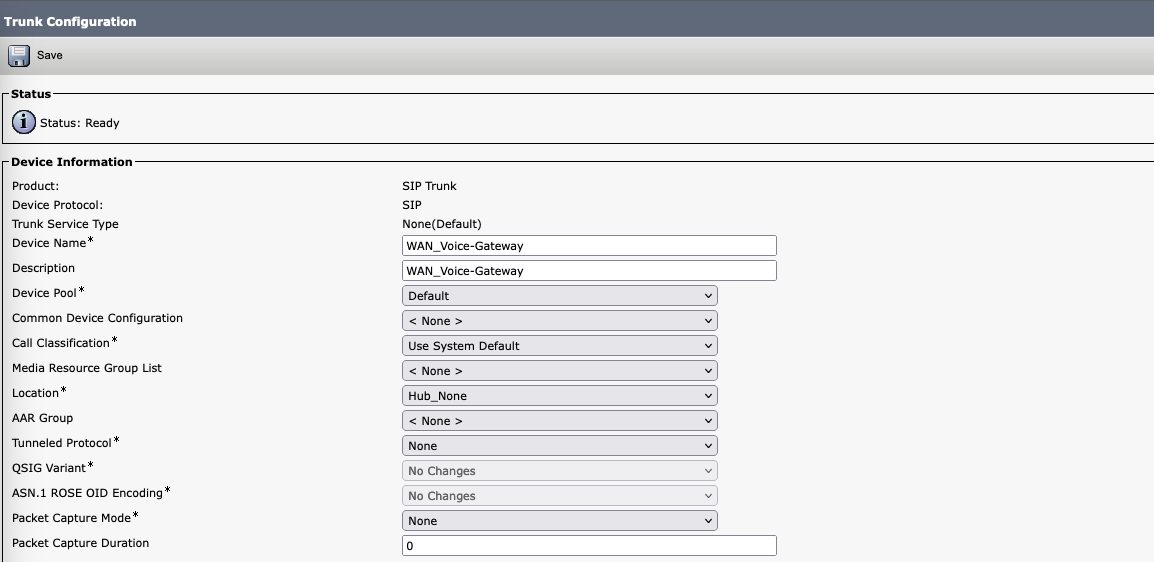 Trunk Configuration
Save
Status
i Status: Ready
Device Information
Product: SIP Trunk
Device Protocol: SIP
Trunk Service Type None(Default)
Device Name* WAN_Voice-Gateway
Description WAN_Voice-Gateway
Device Pool* Default
Common Device Configuration < None >
Call Classification* Use System Default
Media Resource Group List < None >
Location* Hub_None
AAR Group < None >
Tunneled Protocol* None
QSIG Variant* No Changes
ASN.1 ROSE OID Encoding* No Changes
Packet Capture Mode* None
Packet Capture Duration 0